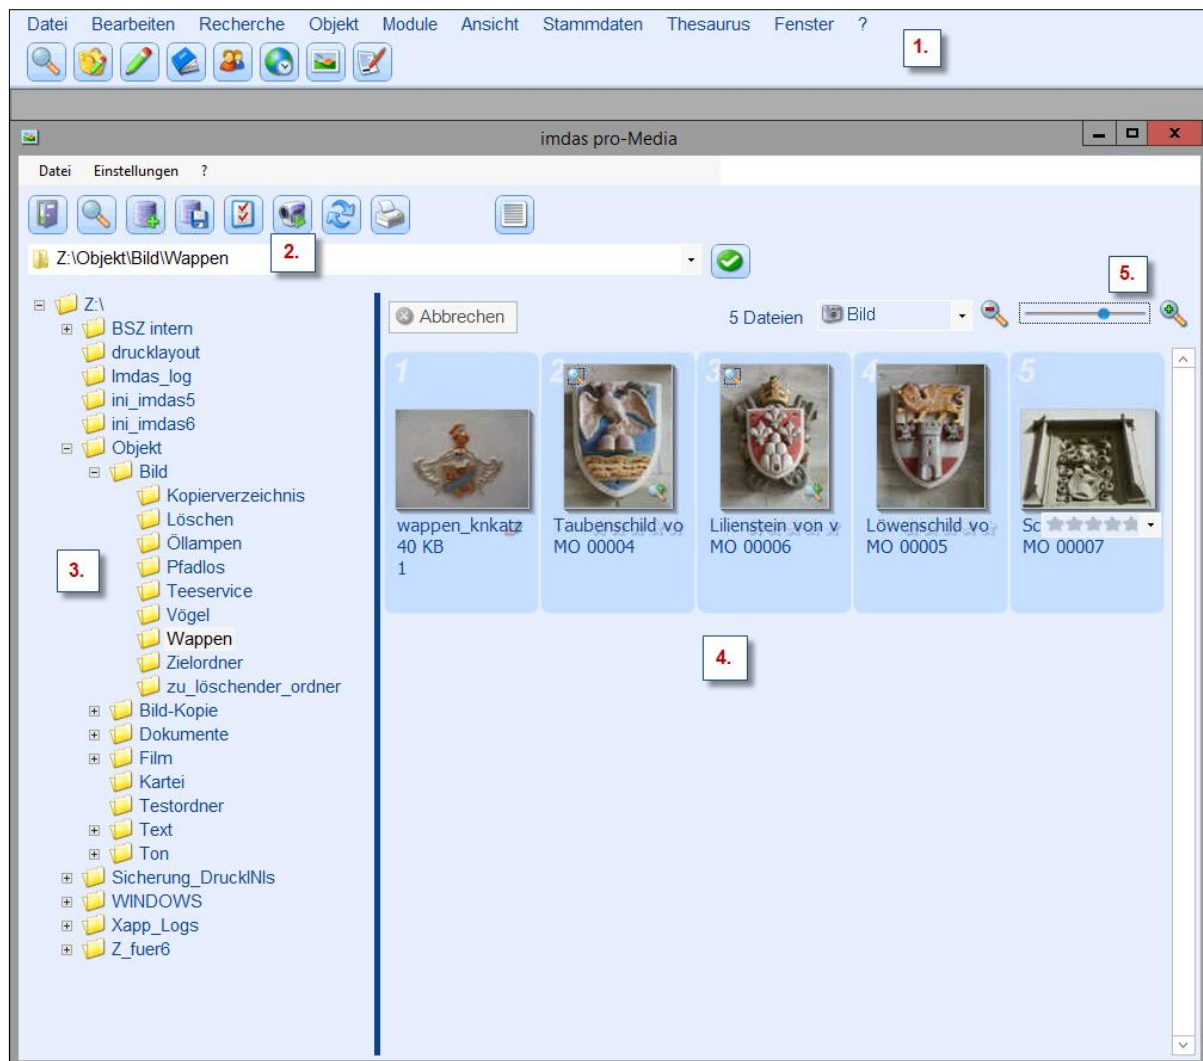 Datei Bearbeiten Recherche Objekt Module Ansicht Stammdaten Thesaurus Fenster ?
1.
imdas pro-Media
Datei Einstellungen ?
2.
Z:\Objekt\Bild\Wappen
5.
Z:\
BSZ intern
drucklayout
Imdas_log
ini_imdas5
ini_imdas6
Objekt
Bild
Kopierverzeichnis
Löschen
Öllampen
Pfadlos
Teeservice
Vögel
Wappen
Zielordner
zu_löschender_ordner
Bild-Kopie
Dokumente
Film
Kartei
Testordner
Text
Ton
Sicherung_DruckINIs
WINDOWS
Xapp_Logs
Z_fuer6
3.
Abbrechen
5 Dateien Bild
1 2 3 4 5
wappen_knkatz Taubenschild vo Lilienstein von v Löwenschild vo Sc
40 KB MO 00004 MO 00006 MO 00005 MO 00007
1
4.